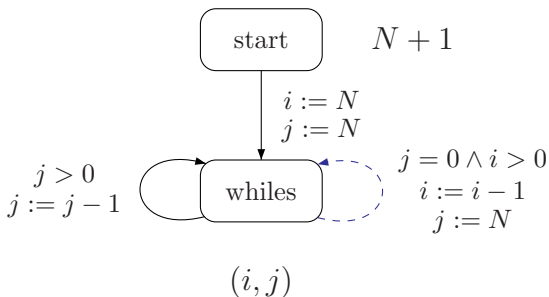 start
N + 1
i := N
j := N
j > 0
j := j − 1
whiles
j = 0 ∧ i > 0
i := i − 1
j := N
(i, j)